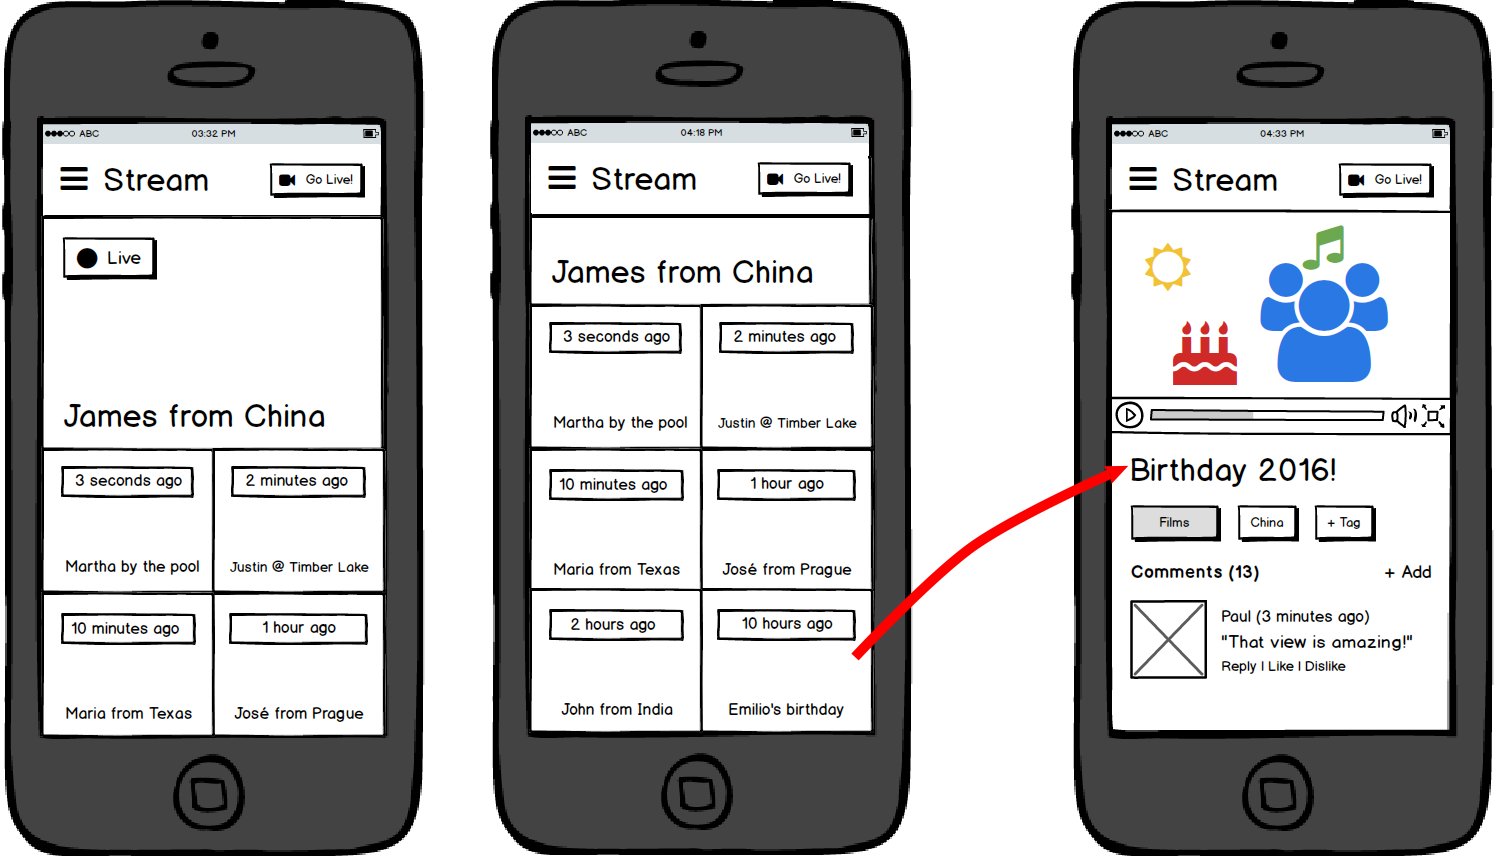 ABC 03:32 PM
Stream Go Live!
Live
James from China
3 seconds ago 2 minutes ago
Martha by the pool Justin @ Timber Lake
10 minutes ago 1 hour ago
Maria from Texas José from Prague
ABC 04:18 PM
Stream Go Live!
James from China
3 seconds ago 2 minutes ago
Martha by the pool Justin @ Timber Lake
10 minutes ago 1 hour ago
Maria from Texas José from Prague
2 hours ago 10 hours ago
John from India Emilio's birthday
ABC 04:33 PM
Stream Go Live!
Birthday 2016!
Films China + Tag
Comments (13) + Add
Paul (3 minutes ago)
"That view is amazing!"
Reply | Like | Dislike